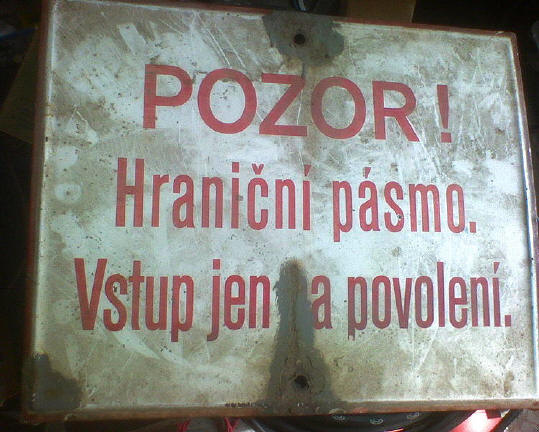 POZOR!
Hraniční pásmo.
Vstup jen a povolení.